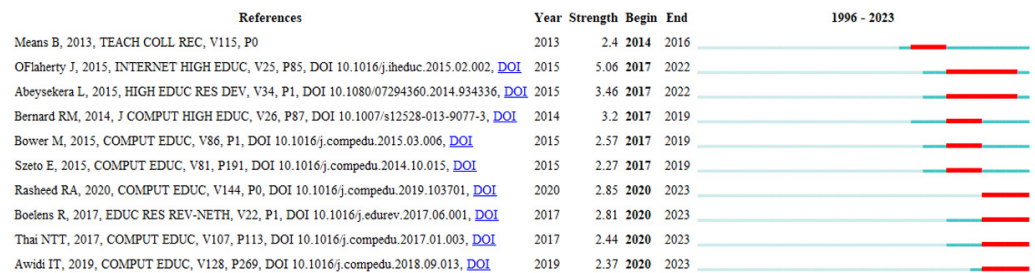 References Year Strength Begin End 1996 - 2023
Means B, 2013, TEACH COLL REC, V115, P0 2013 2.4 2014 2016
OFlaherty J, 2015, INTERNET HIGH EDUC, V25, P85, DOI 10.1016/j.iheduc.2015.02.002, DOI 2015 5.06 2017 2022
Abeysekera L, 2015, HIGH EDUC RES DEV, V34, P1, DOI 10.1080/07294360.2014.934336, DOI 2015 3.46 2017 2022
Bernard RM, 2014, J COMPUT HIGH EDUC, V26, P87, DOI 10.1007/s12528-013-9077-3, DOI 2014 3.2 2017 2019
Bower M, 2015, COMPUT EDUC, V86, P1, DOI 10.1016/j.compedu.2015.03.006, DOI 2015 2.57 2017 2019
Szeto E, 2015, COMPUT EDUC, V81, P191, DOI 10.1016/j.compedu.2014.10.015, DOI 2015 2.27 2017 2019
Rasheed RA, 2020, COMPUT EDUC, V144, P0, DOI 10.1016/j.compedu.2019.103701, DOI 2020 2.85 2020 2023
Boelens R, 2017, EDUC RES REV-NETH, V22, P1, DOI 10.1016/j.edurev.2017.06.001, DOI 2017 2.81 2020 2023
Thai NTT, 2017, COMPUT EDUC, V107, P113, DOI 10.1016/j.compedu.2017.01.003, DOI 2017 2.44 2020 2023
Awidi IT, 2019, COMPUT EDUC, V128, P269, DOI 10.1016/j.compedu.2018.09.013, DOI 2019 2.37 2020 2023